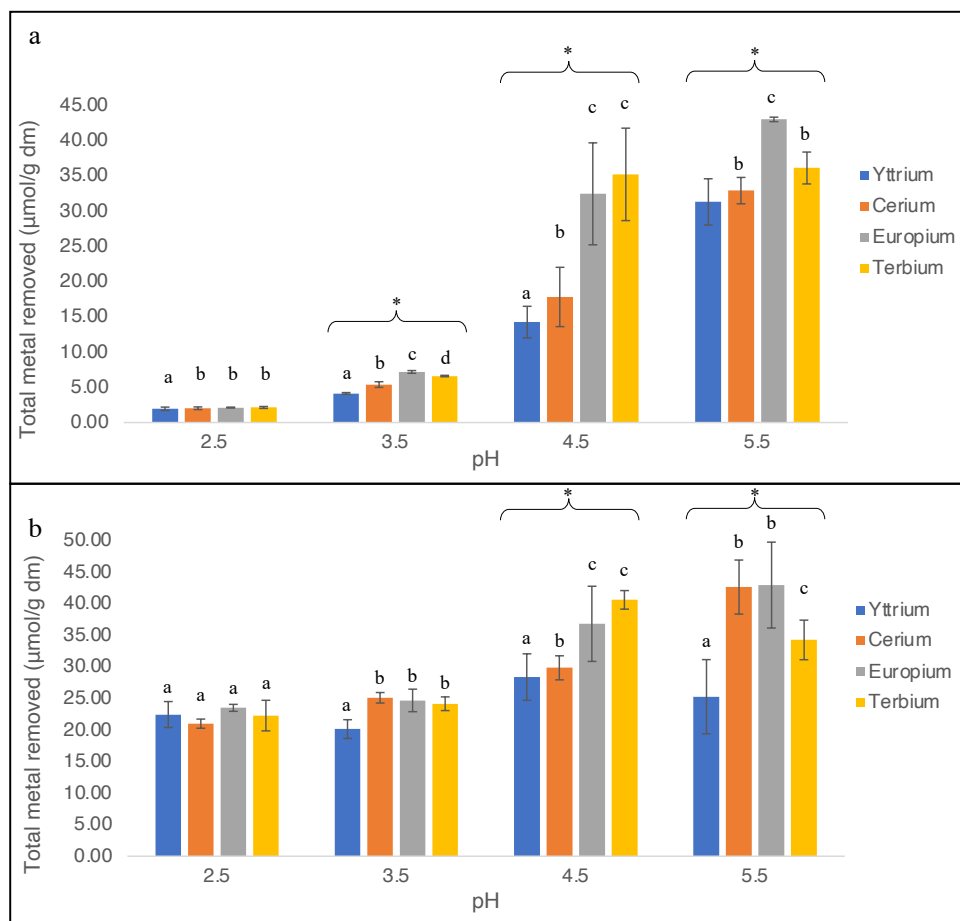 a
*
*
*
Total metal removed (µmol/g dm)
45.00
40.00
35.00
30.00
25.00
20.00
15.00
10.00
5.00
0.00
a b b b
a b c d
a b c c
b c b
2.5 3.5 4.5 5.5
pH
Yttrium
Cerium
Europium
Terbium
b
*
*
Total metal removed (µmol/g dm)
50.00
45.00
40.00
35.00
30.00
25.00
20.00
15.00
10.00
5.00
0.00
a a a a
a b b b
a b c c
a b b c
2.5 3.5 4.5 5.5
pH
Yttrium
Cerium
Europium
Terbium